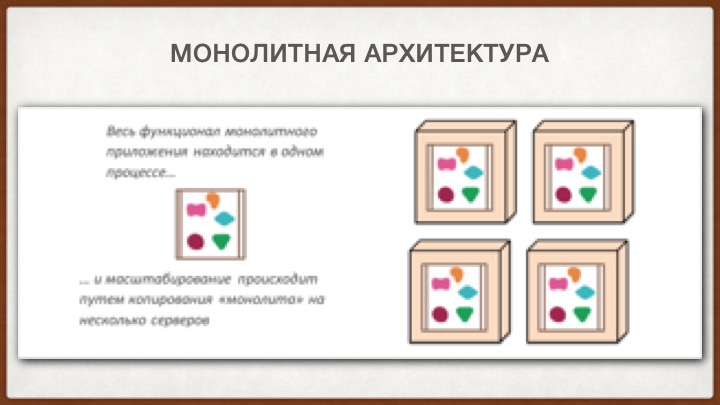 МОНОЛИТНАЯ АРХИТЕКТУРА
Весь функционал монолитного
приложения находится в одном
процессе...
... и масштабирование происходит
путем копирования «монолита» на
несколько серверов